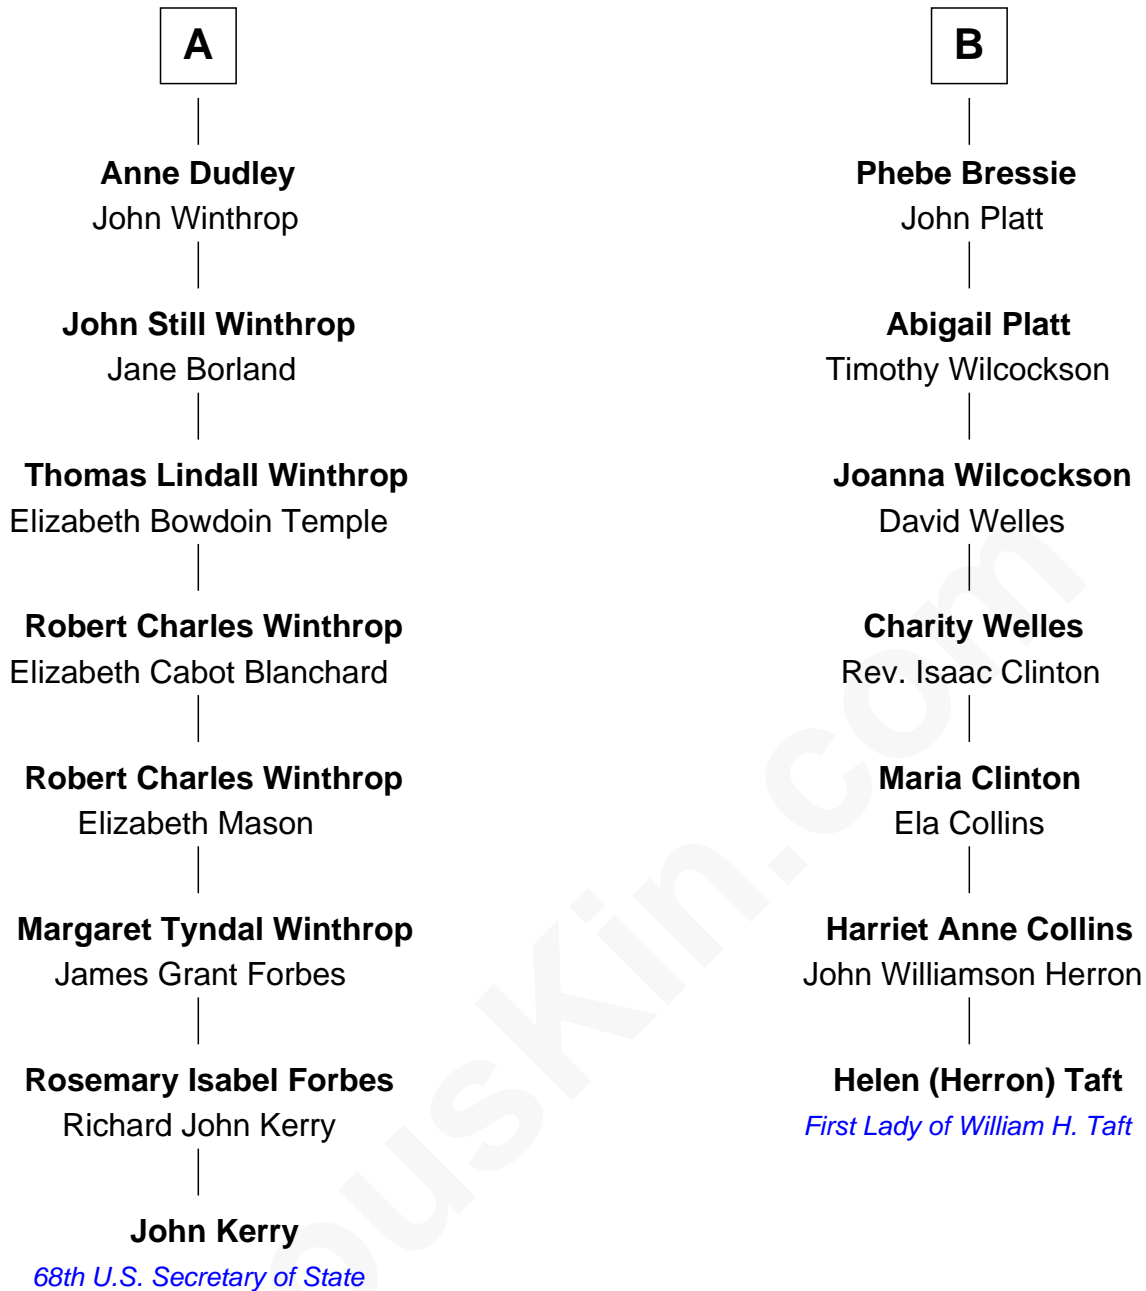 A
Anne Dudley
John Winthrop
John Still Winthrop
Jane Borland
Thomas Lindall Winthrop
Elizabeth Bowdoin Temple
Robert Charles Winthrop
Elizabeth Cabot Blanchard
Robert Charles Winthrop
Elizabeth Mason
Margaret Tyndal Winthrop
James Grant Forbes
Rosemary Isabel Forbes
Richard John Kerry
John Kerry
68th U.S. Secretary of State
B
Phebe Bressie
John Platt
Abigail Platt
Timothy Wilcockson
Joanna Wilcockson
David Welles
Charity Welles
Rev. Isaac Clinton
Maria Clinton
Ela Collins
Harriet Anne Collins
John Williamson Herron
Helen (Herron) Taft
First Lady of William H. Taft
ousKin.com